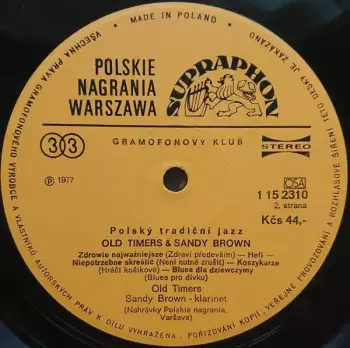 MADE IN POLAND
VŠECHNA PRÁVA GRAMOFONOVÉHO VÝROBCE A VLASTNÍKŮ AUTORSKÝCH PRÁV K DÍLU VYHRAŽENA. POŘIZOVÁNÍ KOPIÍ, VEŘEJNÉ PROVOZOVÁNÍ A ROZHLASOVÉ ŠÍŘENÍ TÉTO DESKY JE ZAKÁZÁNO
POLSKIE
NAGRANIA
WARSZAWA
SUPRAPHON
GRAMOFONOVÝ KLUB
33
STEREO
Ⓟ 1977
OSA
1 15 2310
2. strana
Kčs 44,-
Polský tradiční jazz
OLD TIMERS & SANDY BROWN
Zdrowie najważniejsze (Zdraví především) — Hefi —
Niepotrzebne skreślić (Není nutné zrušit) — Koszykarze
(Hráči košíkové) — Blues dla dziewczymy
(Blues pro dívku)
Old Timers
Sandy Brown - klarinet
(Nahrávky Polskie nagrania,
Varšava)